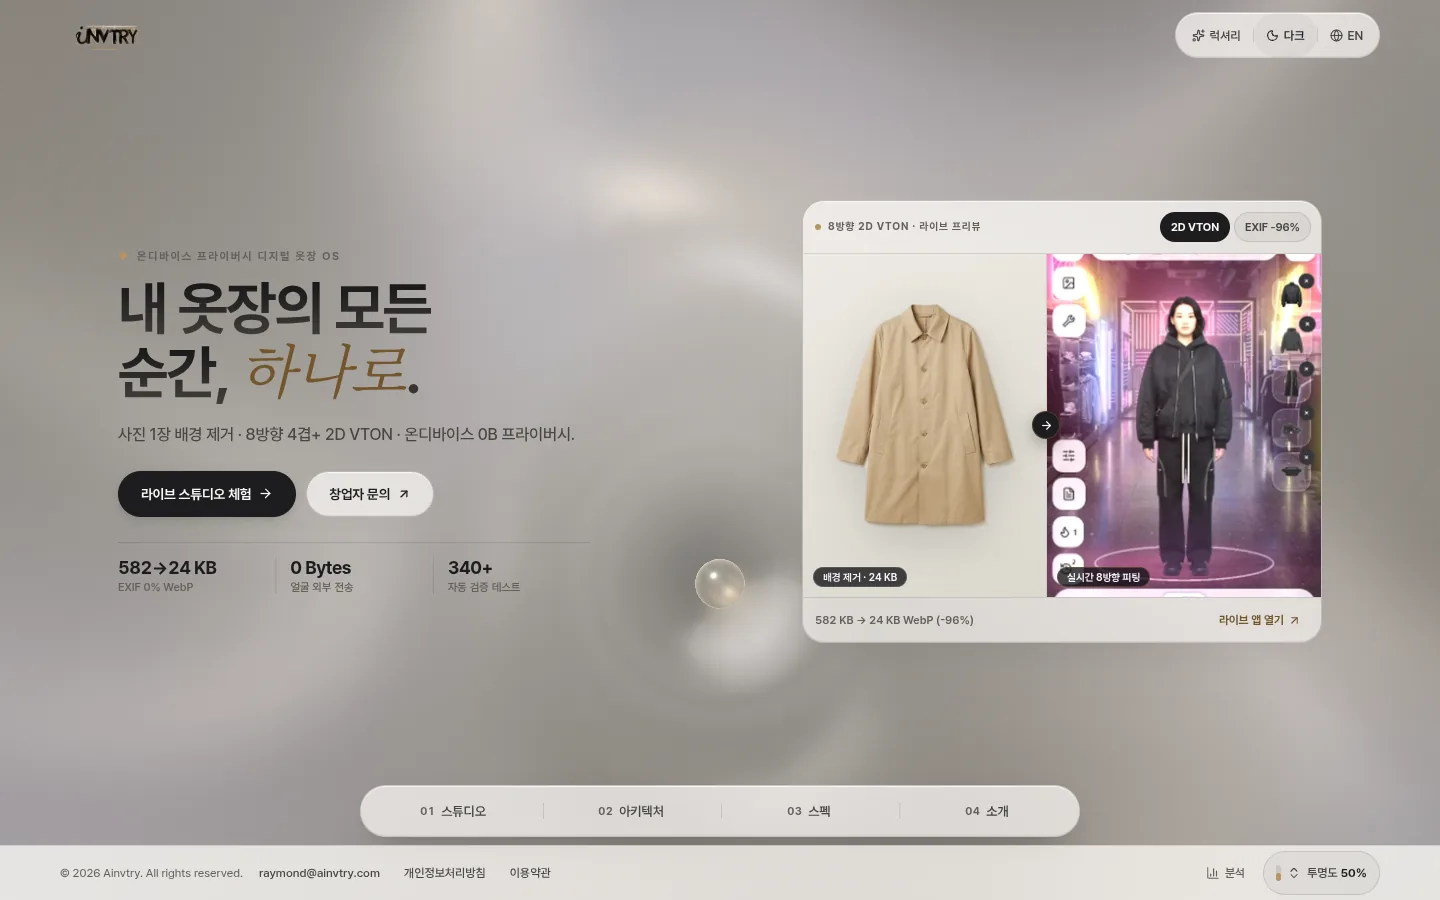 iNVTRY
럭셔리
다크
EN
온디바이스 프라이버시 디지털 옷장 OS
내 옷장의 모든
순간, 하나로.
사진 1장 배경 제거 · 8방향 4겹+ 2D VTON · 온디바이스 0B 프라이버시.
라이브 스튜디오 체험 →
창업자 문의 ↗
582→24 KB
EXIF 0% WebP
0 Bytes
얼굴 외부 전송
340+
자동 검증 테스트
8방향 2D VTON · 라이브 프리뷰
2D VTON
EXIF -96%
1
2
배경 제거 · 24 KB
실시간 8방향 피팅
582 KB → 24 KB WebP (-96%)
라이브 앱 열기 ↗
01 스튜디오
02 아키텍처
03 스펙
04 소개
© 2026 Ainvtry. All rights reserved.
raymond@ainvtry.com
개인정보처리방침
이용약관
분석
투명도 50%